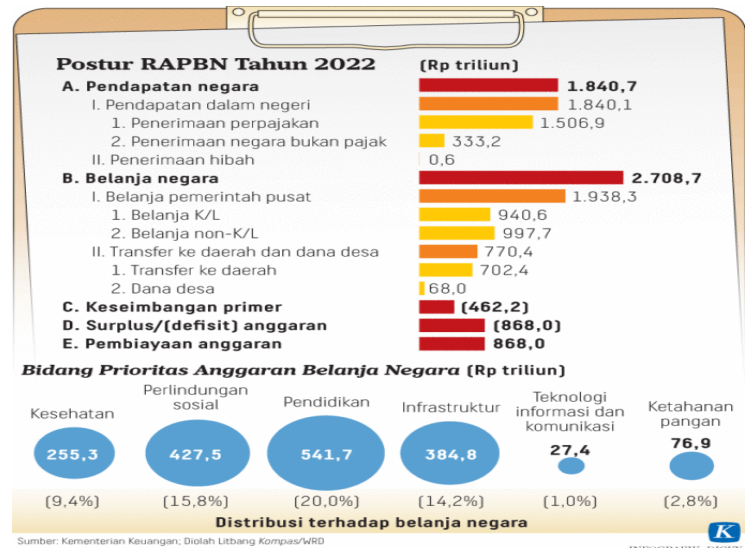 Postur RAPBN Tahun 2022 (Rp triliun)
A. Pendapatan negara 1.840,7
I. Pendapatan dalam negeri 1.840,1
1. Penerimaan perpajakan 1.506,9
2. Penerimaan negara bukan pajak 333,2
II. Penerimaan hibah 0,6
B. Belanja negara 2.708,7
I. Belanja pemerintah pusat 1.938,3
1. Belanja K/L 940,6
2. Belanja non-K/L 997,7
II. Transfer ke daerah dan dana desa 770,4
1. Transfer ke daerah 702,4
2. Dana desa 68,0
C. Keseimbangan primer (462,2)
D. Surplus/(defisit) anggaran (868,0)
E. Pembiayaan anggaran 868,0
Bidang Prioritas Anggaran Belanja Negara (Rp triliun)
Kesehatan
255,3
(9,4%)
Perlindungan
sosial
427,5
(15,8%)
Pendidikan
541,7
(20,0%)
Infrastruktur
384,8
(14,2%)
Teknologi
informasi dan
komunikasi
27,4
(1,0%)
Ketahanan
pangan
76,9
(2,8%)
Distribusi terhadap belanja negara
K
Sumber: Kementerian Keuangan; Diolah Litbang Kompas/WRD